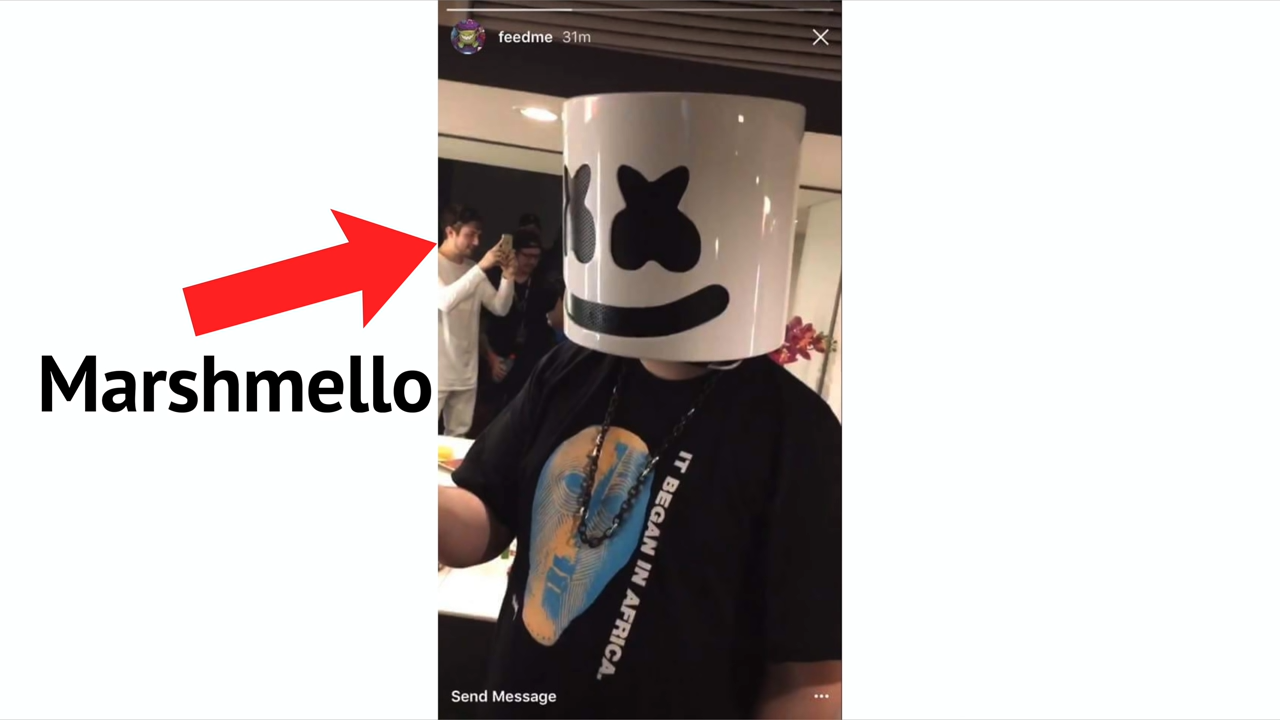 feedme 31m
Marshmello
IT BEGAN IN AFRICA.
Send Message